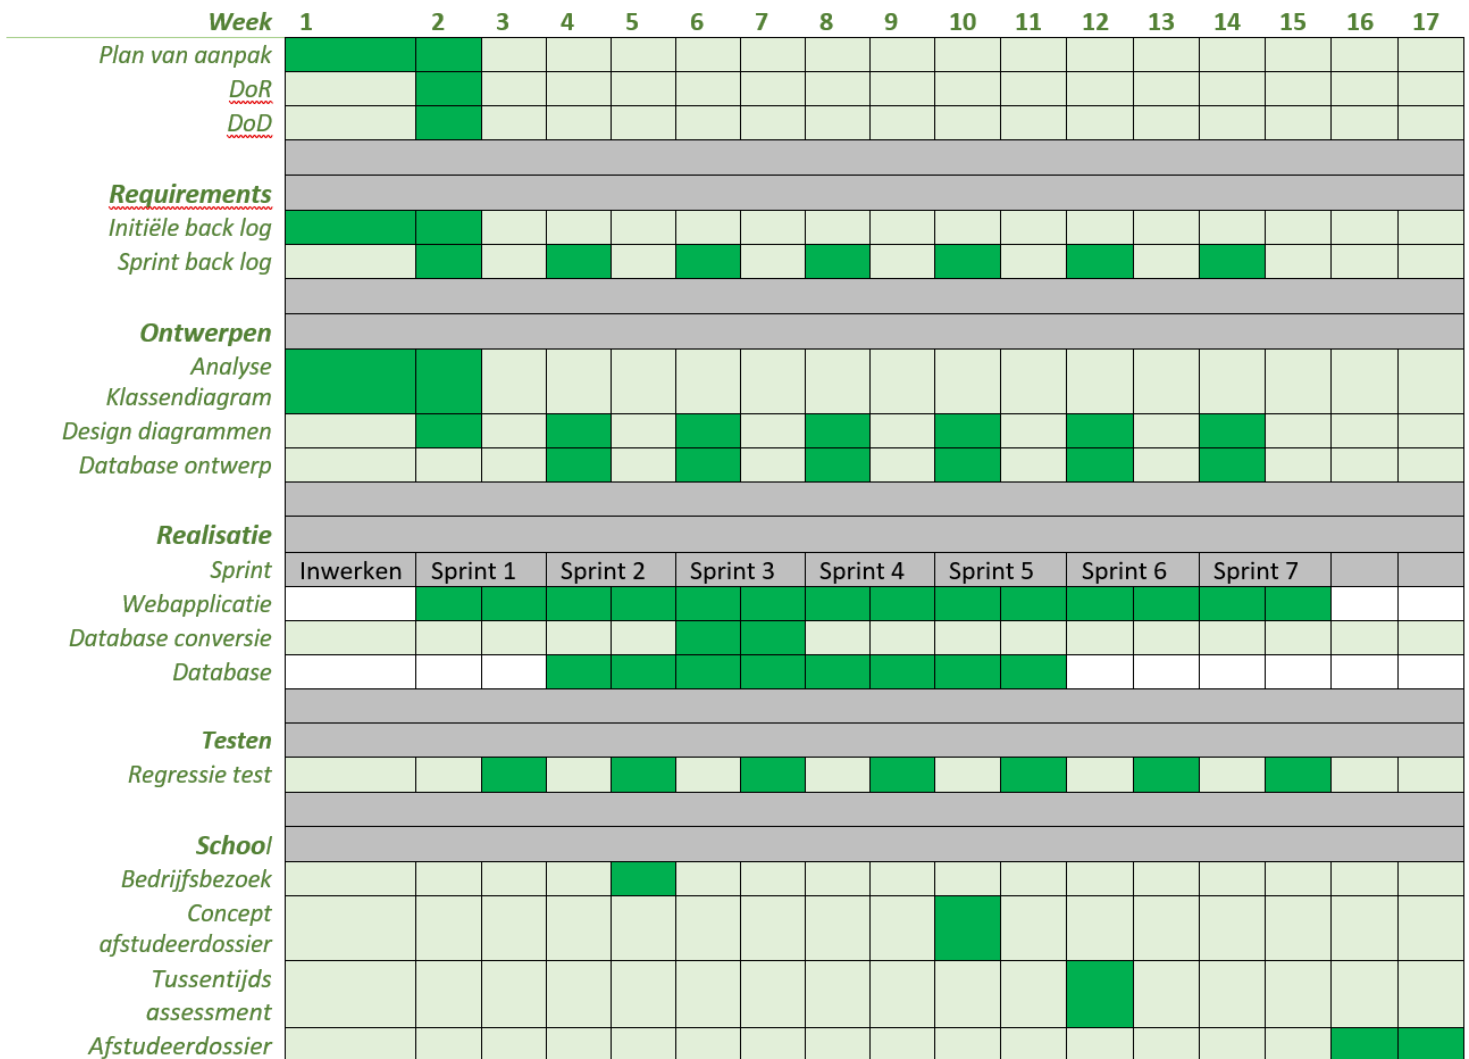 Week 1 2 3 4 5 6 7 8 9 10 11 12 13 14 15 16 17
Plan van aanpak
DoR
DoD
Requirements
Initiële back log
Sprint back log
Ontwerpen
Analyse
Klassendiagram
Design diagrammen
Database ontwerp
Realisatie
Sprint Inwerken Sprint 1 Sprint 2 Sprint 3 Sprint 4 Sprint 5 Sprint 6 Sprint 7
Webapplicatie
Database conversie
Database
Testen
Regressie test
School
Bedrijfsbezoek
Concept
afstudeerdossier
Tussentijds
assessment
Afstudeerdossier